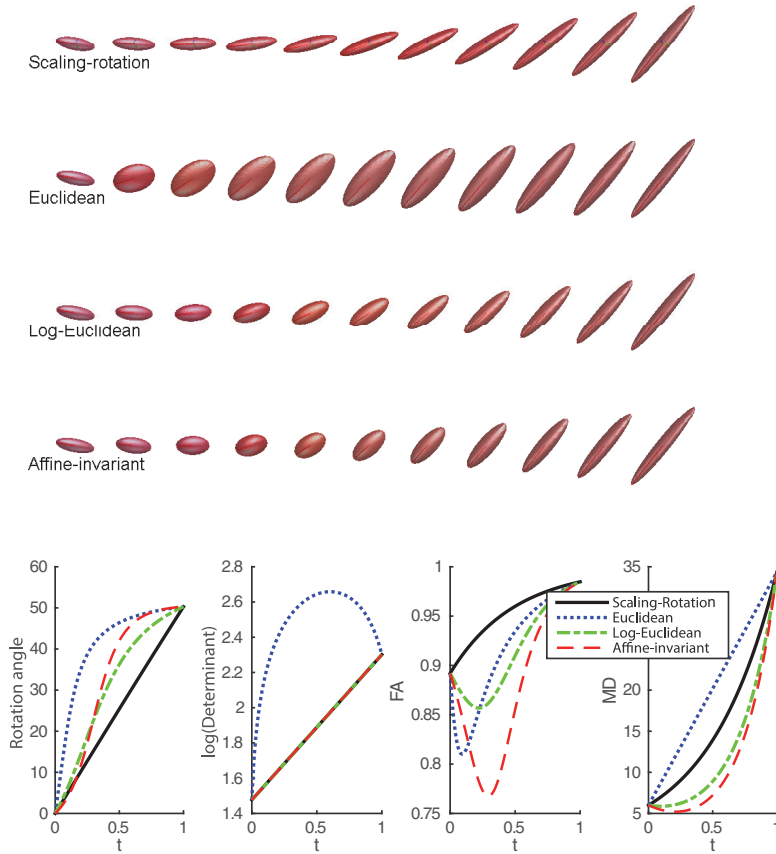 Scaling-rotation
Euclidean
Log-Euclidean
Affine-invariant
60
50
40
30
20
10
0
0
0.5
1
Rotation angle
t
2.8
2.6
2.4
2.2
2
1.8
1.6
1.4
0
0.5
1
log(Determinant)
t
1
0.95
0.9
0.85
0.8
0.75
0
0.5
1
FA
t
35
20
15
10
5
0
0.5
1
MD
t
Scaling-Rotation
Euclidean
Log-Euclidean
Affine-invariant